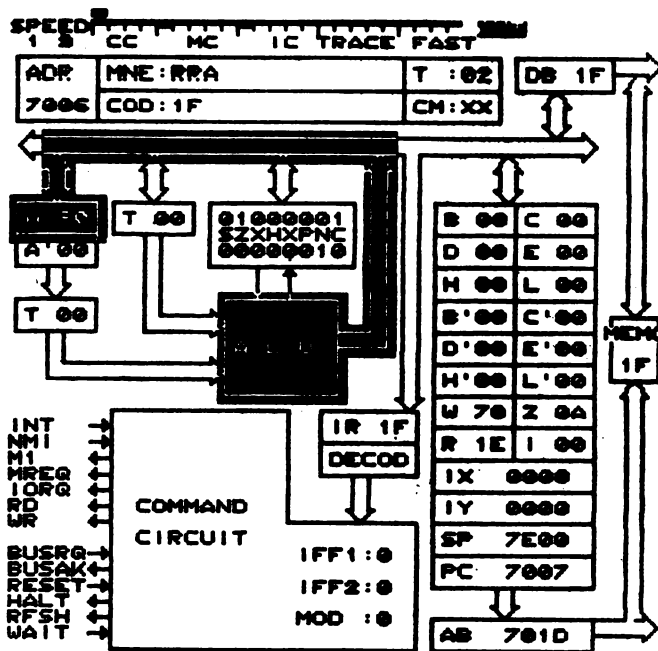 SPEED
1 8 CC MC IC TRACE FAST
ADR MNE:RRA T :02
7006 COD:1F CM:XX
DB 1F
T 00
A'00
T 00
01000001
SZXHXPNC
00000010
B 00 C 00
D 00 E 00
H 00 L 00
B'00 C'00
D'00 E'00
H'00 L'00
W 70 Z 0A
R 1E I 00
IX 0000
IY 0000
SP 7E00
PC 7007
AB 701D
MEMO
1F
IR 1F
DECOD
INT
NMI
M1
MREQ
IORQ
RD
WR
BUSRQ
BUSAK
RESET
HALT
RFSH
WAIT
COMMAND
CIRCUIT
IFF1:0
IFF2:0
MOD :0